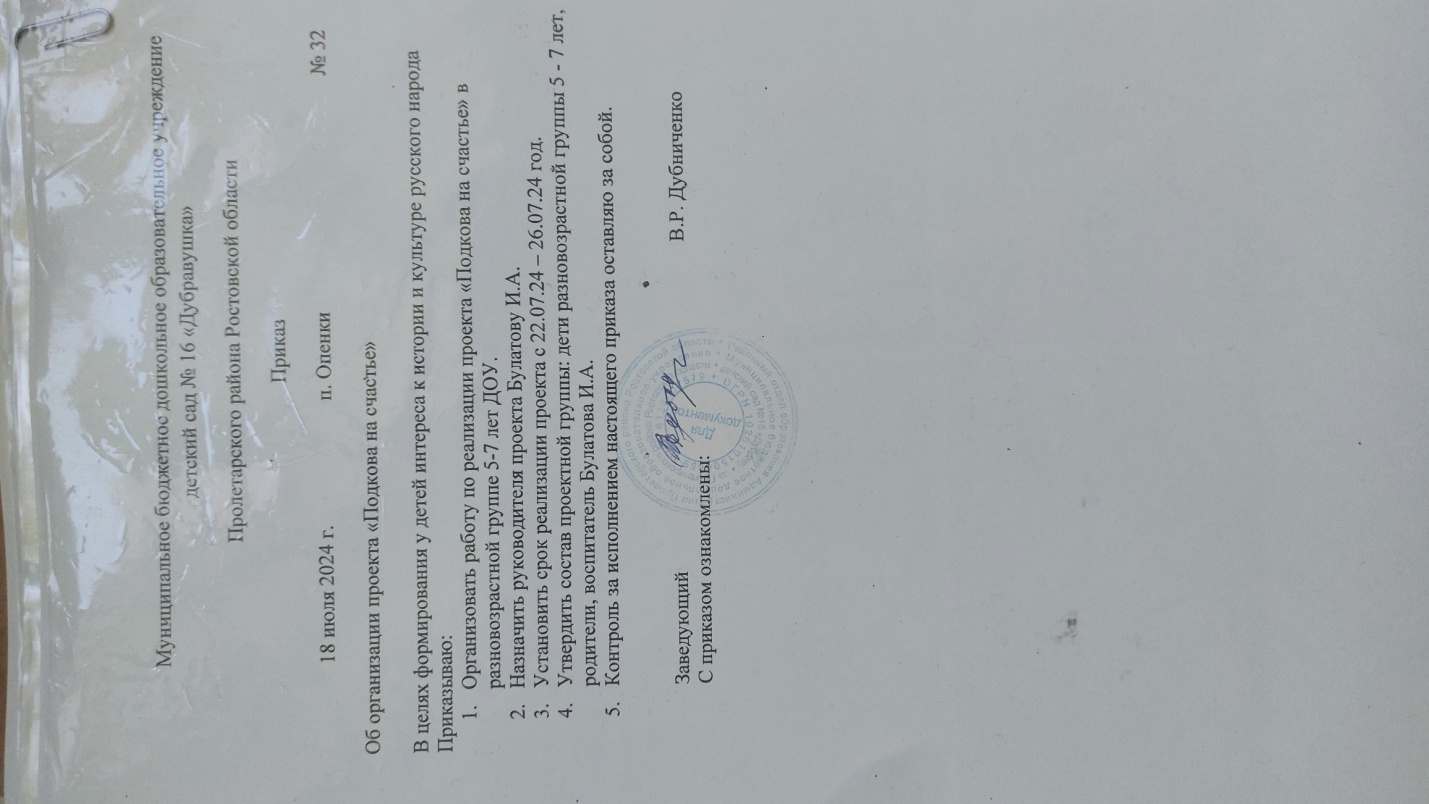 Муниципальное бюджетное дошкольное образовательное учреждение
детский сад № 16 «Дубравушка»
Пролетарского района Ростовской области
Приказ
18 июля 2024 г. п. Опенки № 32
Об организации проекта «Подкова на счастье»
В целях формирования у детей интереса к истории и культуре русского народа
Приказываю:
1. Организовать работу по реализации проекта «Подкова на счастье» в
разновозрастной группе 5-7 лет ДОУ.
2. Назначить руководителя проекта Булатову И.А.
3. Установить срок реализации проекта с 22.07.24 – 26.07.24 год.
4. Утвердить состав проектной группы: дети разновозрастной группы 5 - 7 лет,
родители, воспитатель Булатова И.А.
5. Контроль за исполнением настоящего приказа оставляю за собой.
Заведующий В.Р. Дубниченко
С приказом ознакомлены:
Для
документов